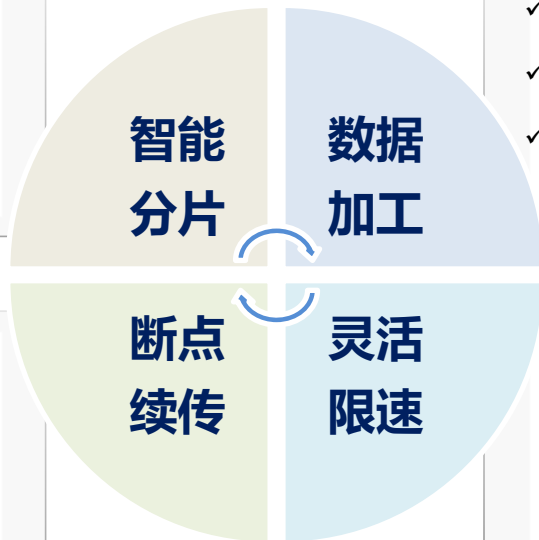 智能
分片
数据
加工
断点
续传
灵活
限速